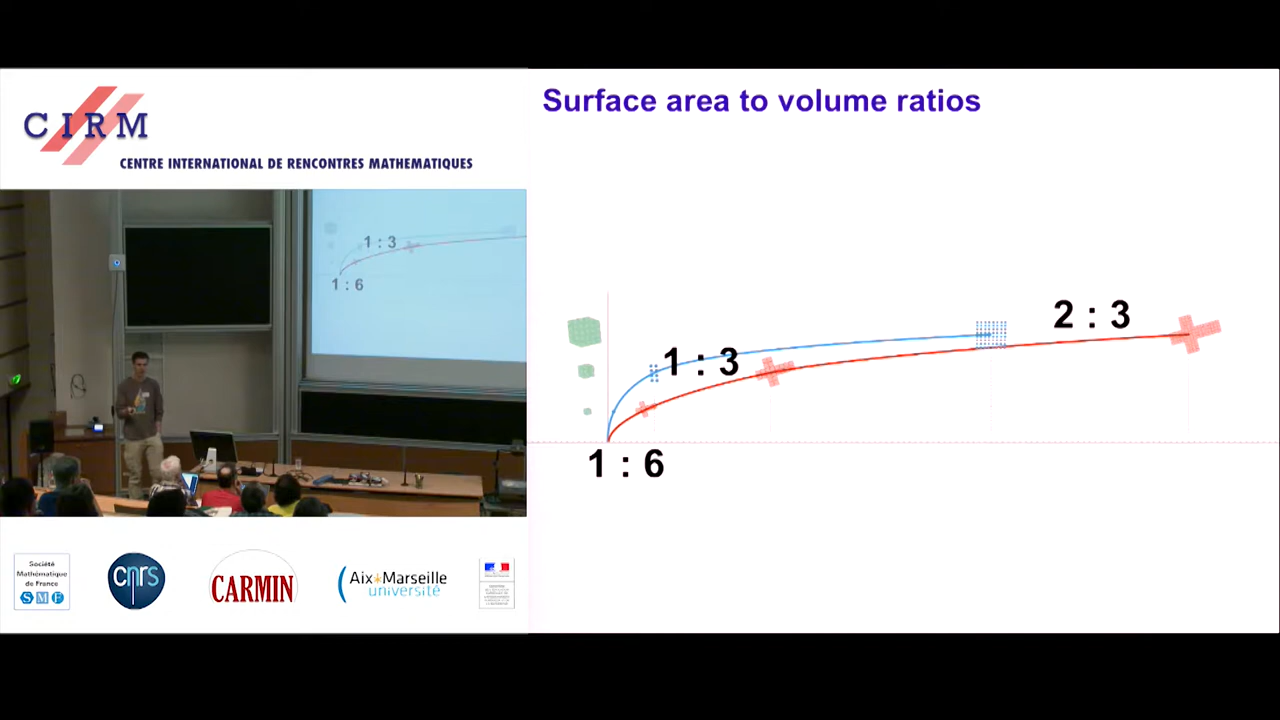 CIRM
CENTRE INTERNATIONAL DE RENCONTRES MATHEMATIQUES
Surface area to volume ratios
1 : 3
1 : 6
2 : 3
1 : 3
1 : 6
Société
Mathématique
de France
SMF
cnrs
CARMIN
Aix*Marseille
université